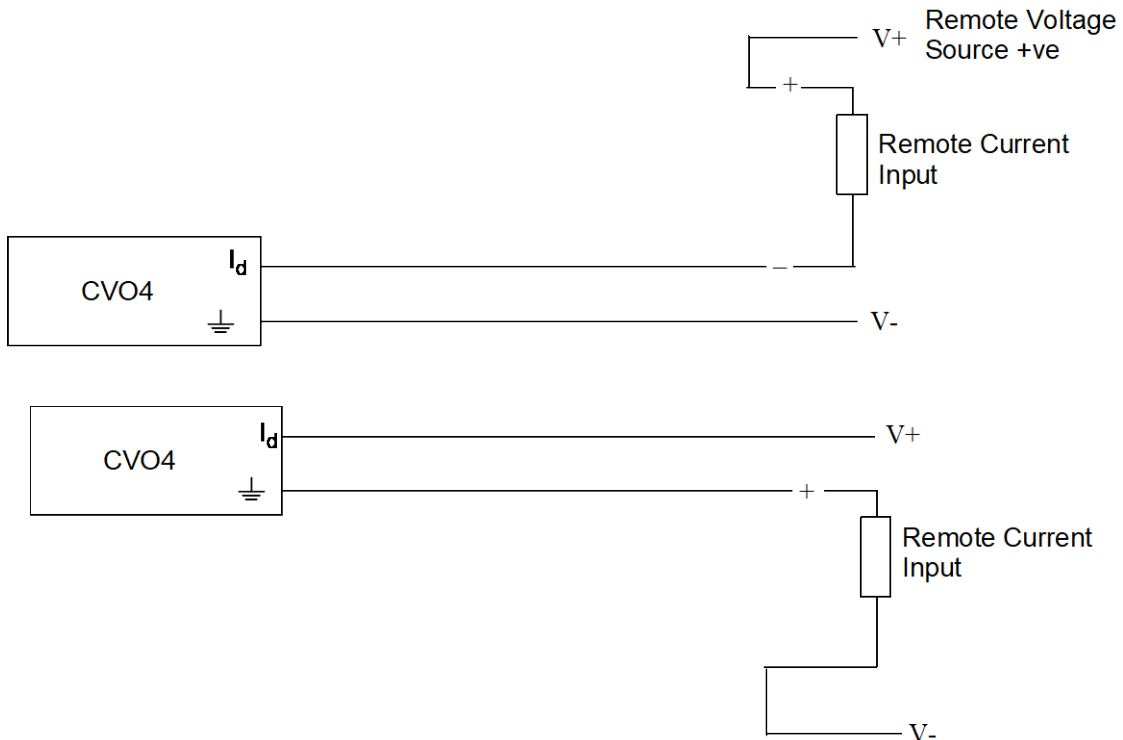 V+
Remote Voltage
Source +ve
+
Remote Current
Input
Id
CVO4
–
V-
Id
CVO4
V+
+
Remote Current
Input
V-